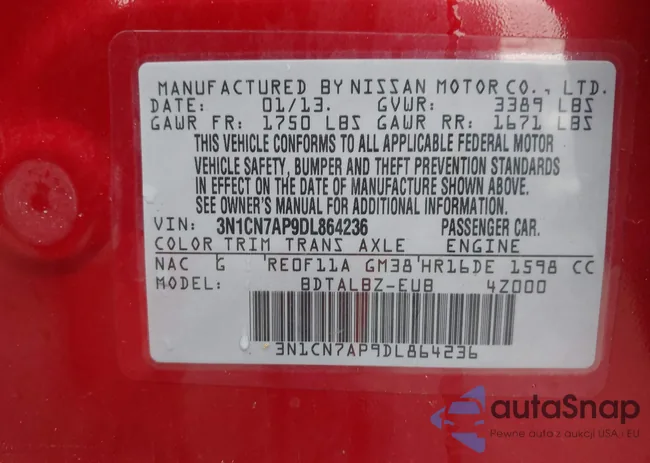 MANUFACTURED BY NISSAN MOTOR CO., LTD.
DATE: 01/13. GVWR: 3389 LBS
GAWR FR: 1750 LBS GAWR RR: 1671 LBS
THIS VEHICLE CONFORMS TO ALL APPLICABLE FEDERAL MOTOR
VEHICLE SAFETY, BUMPER AND THEFT PREVENTION STANDARDS
IN EFFECT ON THE DATE OF MANUFACTURE SHOWN ABOVE.
SEE OWNER'S MANUAL FOR ADDITIONAL INFORMATION.
VIN: 3N1CN7AP9DL864236 PASSENGER CAR.
COLOR TRIM TRANS AXLE ENGINE
NAC G 'RE0F11A GM38'HR16DE 1598 CC
MODEL: BDTALBZ-EUB 4Z000
3N1CN7AP9DL864236
autaSnap
Pewne auta z aukcji USA i EU